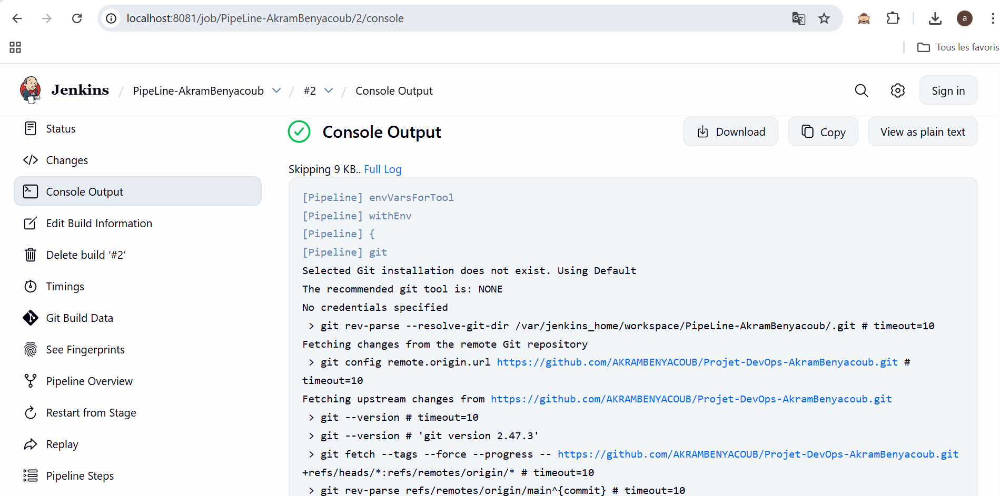 localhost:8081/job/PipeLine-AkramBenyacoub/2/console
a
Tous les favoris
Jenkins / PipeLine-AkramBenyacoub / #2 / Console Output
Sign in
Status
Changes
Console Output
Edit Build Information
Delete build ‘#2’
Timings
Git Build Data
See Fingerprints
Pipeline Overview
Restart from Stage
Replay
Pipeline Steps
Console Output
Download
Copy
View as plain text
Skipping 9 KB.. Full Log
[Pipeline] envVarsForTool
[Pipeline] withEnv
[Pipeline] {
[Pipeline] git
Selected Git installation does not exist. Using Default
The recommended git tool is: NONE
No credentials specified
> git rev-parse --resolve-git-dir /var/jenkins_home/workspace/PipeLine-AkramBenyacoub/.git # timeout=10
Fetching changes from the remote Git repository
> git config remote.origin.url https://github.com/AKRAMBENYACOUB/Projet-DevOps-AkramBenyacoub.git #
timeout=10
Fetching upstream changes from https://github.com/AKRAMBENYACOUB/Projet-DevOps-AkramBenyacoub.git
> git --version # timeout=10
> git --version # 'git version 2.47.3'
> git fetch --tags --force --progress -- https://github.com/AKRAMBENYACOUB/Projet-DevOps-AkramBenyacoub.git
+refs/heads/*:refs/remotes/origin/* # timeout=10
> git rev-parse refs/remotes/origin/main^{commit} # timeout=10